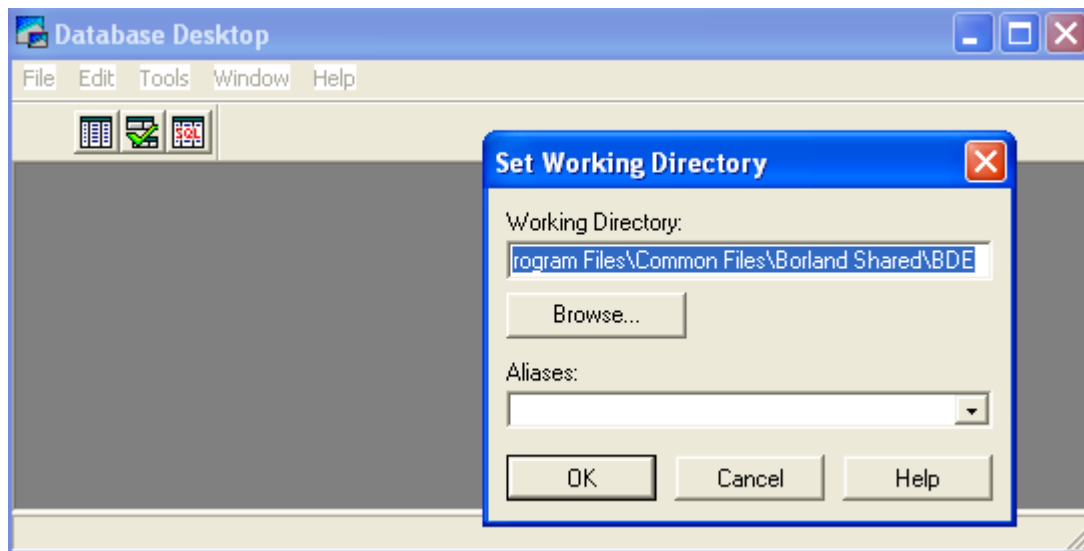 Database Desktop
File Edit Tools Window Help
SQL
Set Working Directory
Working Directory:
rogram Files\Common Files\Borland Shared\BDE
Browse...
Aliases:
OK Cancel Help